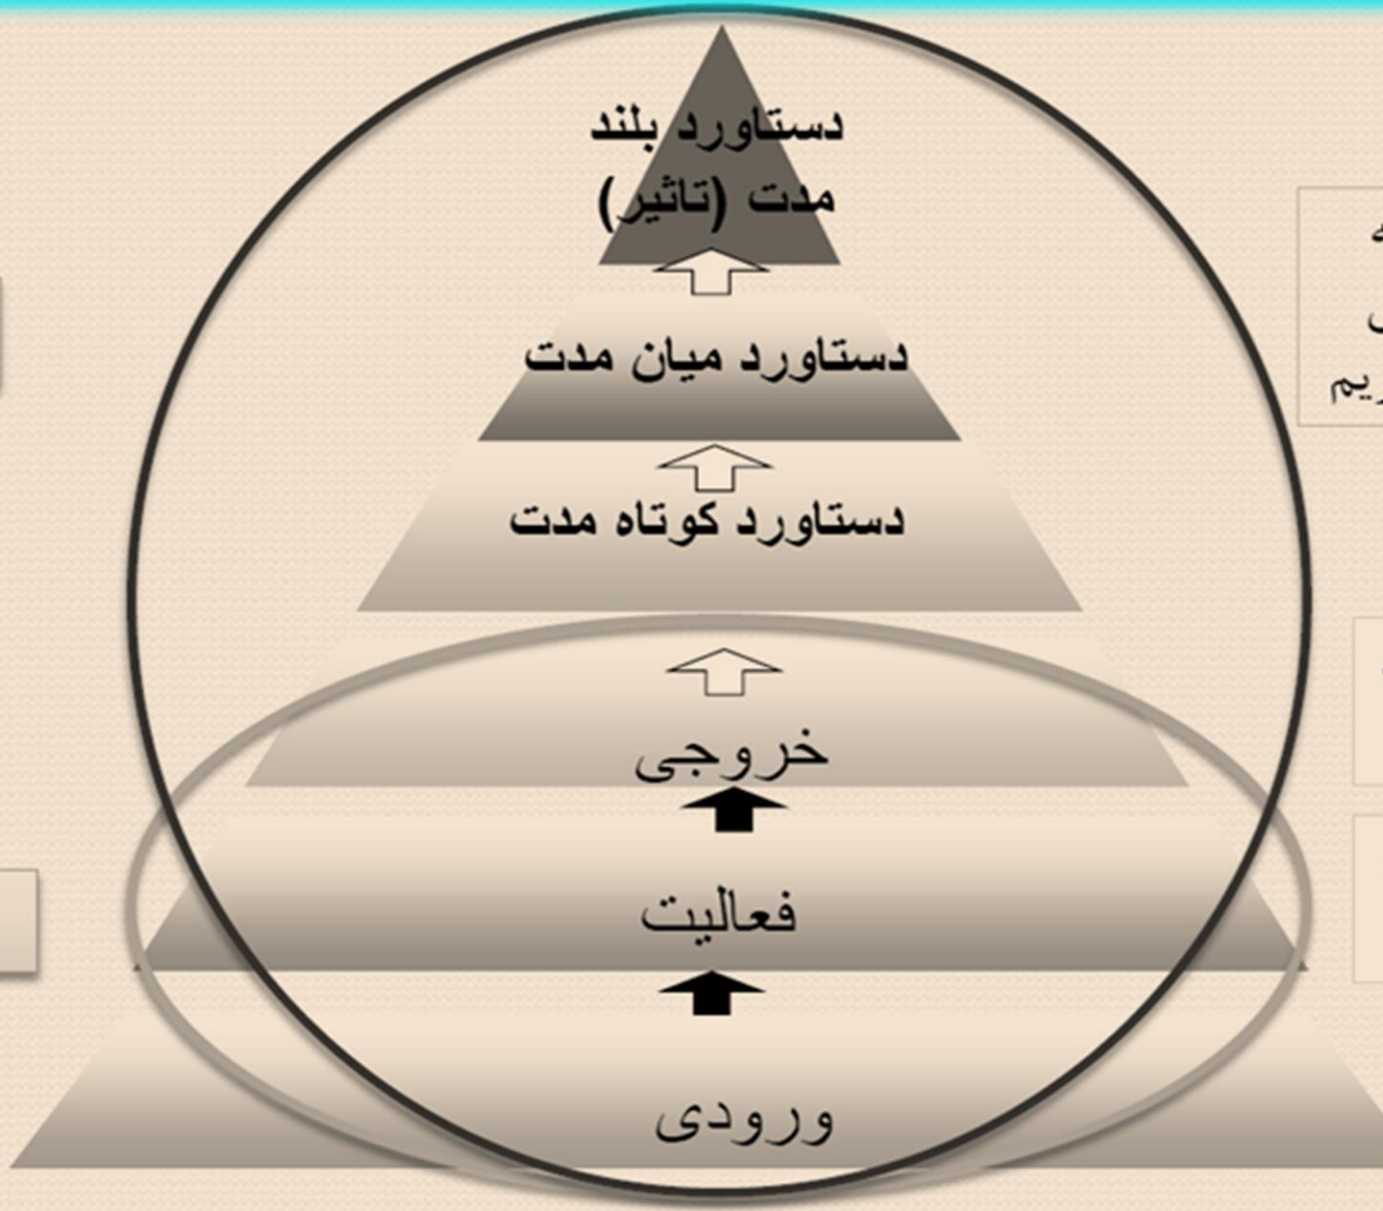 دستاورد بلند
مدت (تاثیر)
دستاورد میان مدت
دستاورد کوتاه مدت
خروجی
فعالیت
ورودی